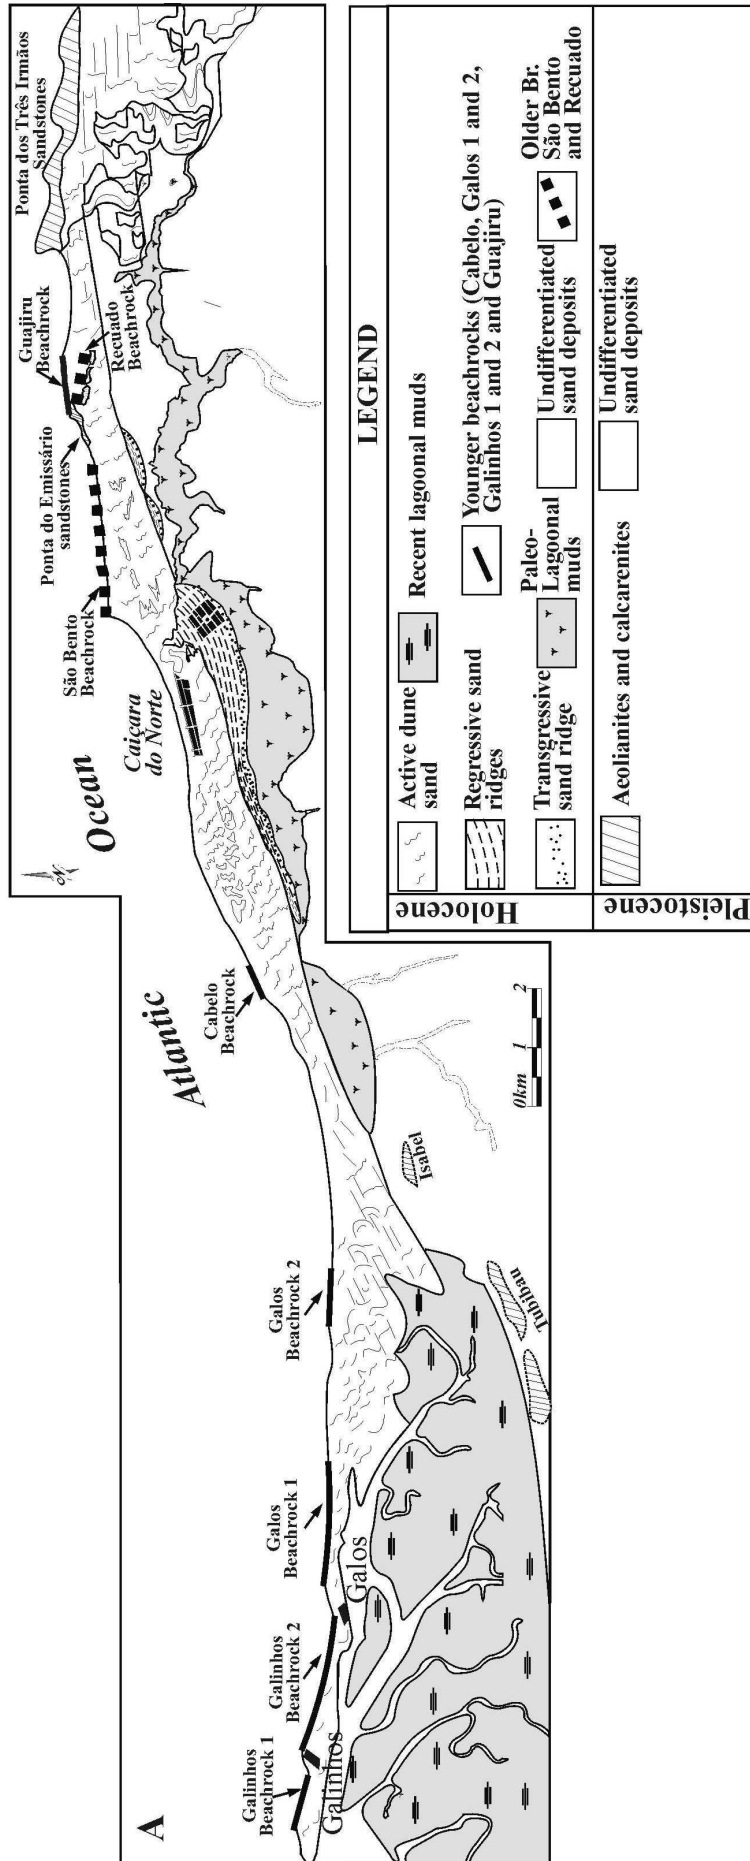 A
Atlantic
Ocean
N
Galinhos
Beachrock 1
Galinhos
Beachrock 2
Galos
Beachrock 1
Galos
Beachrock 2
Cabelo
Beachrock
Caiçara
do Norte
São Bento
Beachrock
Ponta do Emissário
sandstones
Guajiru
Beachrock
Recuado
Beachrock
Ponta dos Três Irmãos
Sandstones
Galinhos
Galos
Isabel
Tubibau
0km 1 2
LEGEND
Holocene
Active dune
sand
Recent lagoonal muds
Regressive sand
ridges
Younger beachrocks (Cabelo, Galos 1 and 2,
Galinhos 1 and 2 and Guajiru)
Transgressive
sand ridge
Paleo-
Lagoonal
muds
Undifferentiated
sand deposits
Older Br.
São Bento
and Recuado
Pleistocene
Aeolianites and calcarenites
Undifferentiated
sand deposits